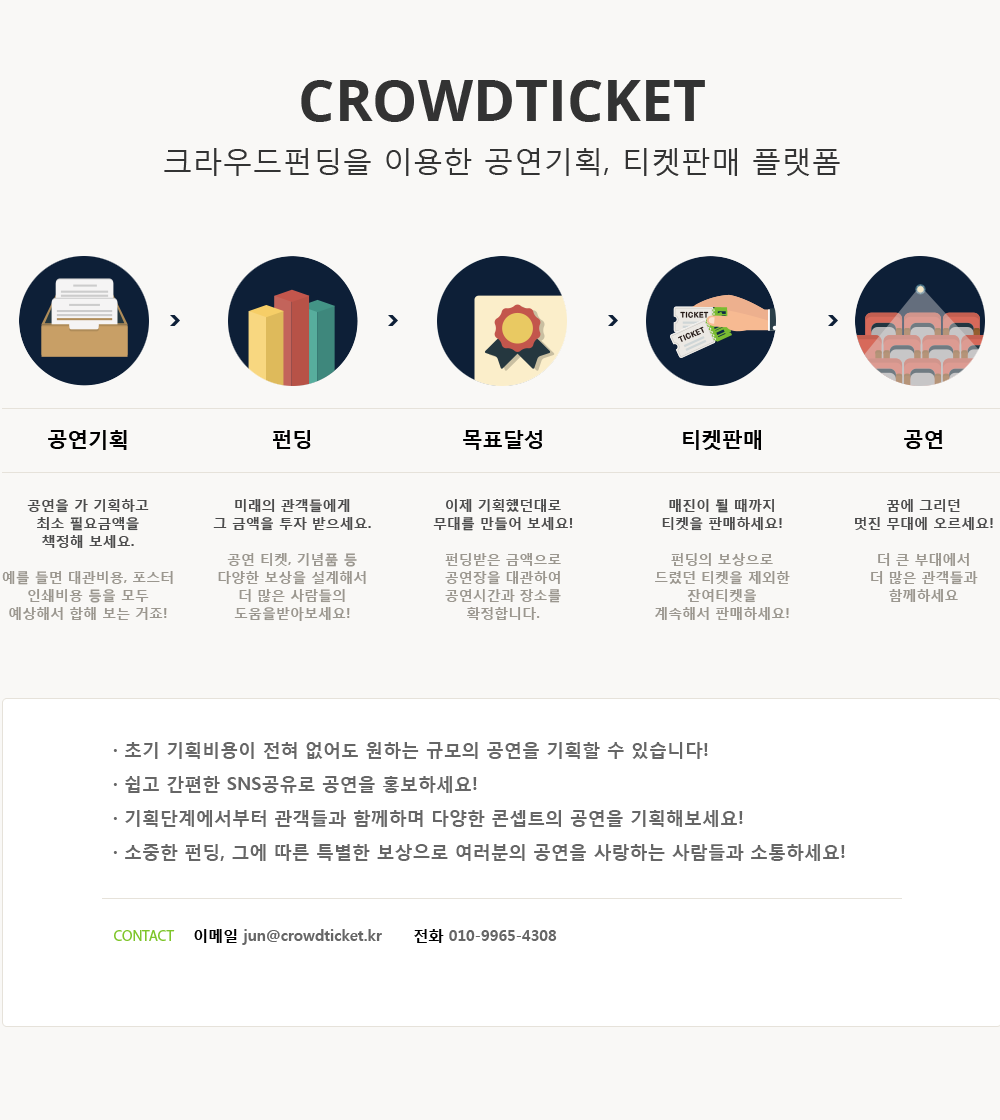 CROWDTICKET
크라우드펀딩을 이용한 공연기획, 티켓판매 플랫폼
TICKET
TICKET
공연기획
펀딩
목표달성
티켓판매
공연
공연을 가 기획하고
최소 필요금액을
책정해 보세요.
예를 들면 대관비용, 포스터
인쇄비용 등을 모두
예상해서 합해 보는 거죠!
미래의 관객들에게
그 금액을 투자 받으세요.
공연 티켓, 기념품 등
다양한 보상을 설계해서
더 많은 사람들의
도움을받아보세요!
이제 기획했던대로
무대를 만들어 보세요!
펀딩받은 금액으로
공연장을 대관하여
공연시간과 장소를
확정합니다.
매진이 될 때까지
티켓을 판매하세요!
펀딩의 보상으로
드렸던 티켓을 제외한
잔여티켓을
계속해서 판매하세요!
꿈에 그리던
멋진 무대에 오르세요!
더 큰 부대에서
더 많은 관객들과
함께하세요
· 초기 기획비용이 전혀 없어도 원하는 규모의 공연을 기획할 수 있습니다!
· 쉽고 간편한 SNS공유로 공연을 홍보하세요!
· 기획단계에서부터 관객들과 함께하며 다양한 콘셉트의 공연을 기획해보세요!
· 소중한 펀딩, 그에 따른 특별한 보상으로 여러분의 공연을 사랑하는 사람들과 소통하세요!
CONTACT 이메일 jun@crowdticket.kr 전화 010-9965-4308